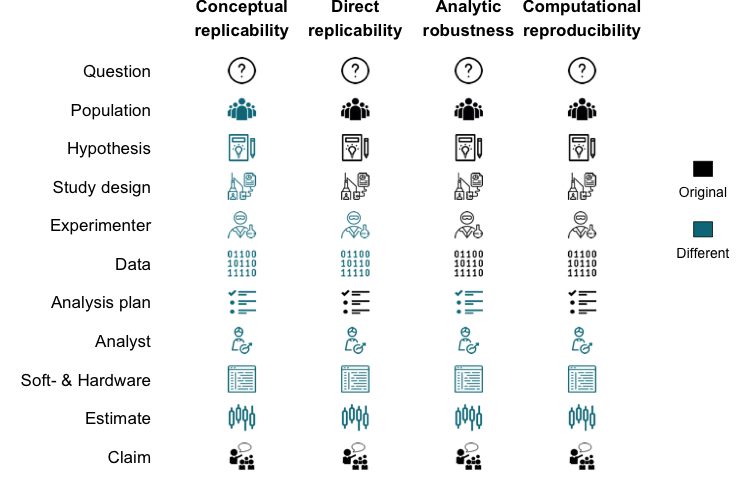 Conceptual Direct Analytic Computational
replicability replicability robustness reproducibility
Question ? ? ? ?
Population
Hypothesis
Study design
Experimenter
Data 01100 01100 01100 01100
10110 10110 10110 10110
11110 11110 11110 11110
Analysis plan
Analyst
Soft- & Hardware
Estimate
Claim
Original
Different